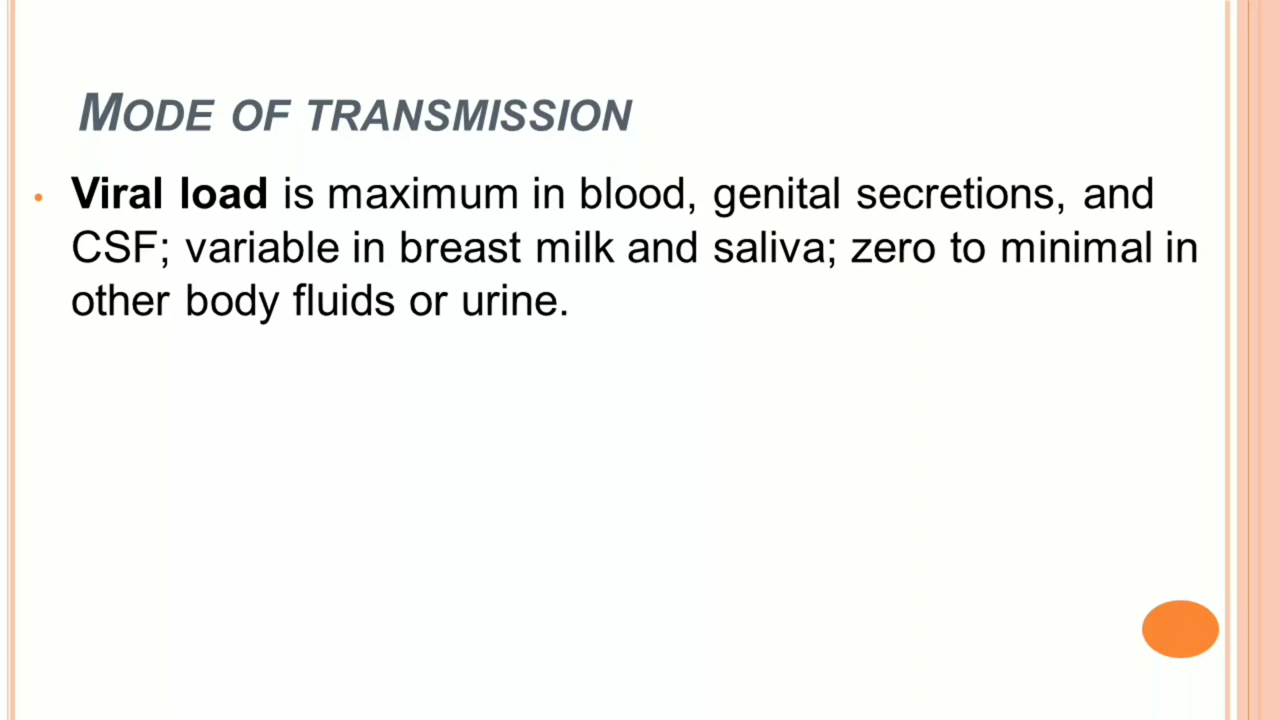 MODE OF TRANSMISSION
• Viral load is maximum in blood, genital secretions, and
CSF; variable in breast milk and saliva; zero to minimal in
other body fluids or urine.